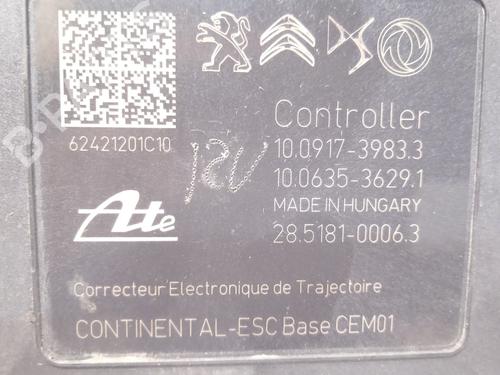 Controller
62421201C10
10.0917-3983.3
10.0635-3629.1
MADE IN HUNGARY
Ate
28.5181-0006.3
Correcteur Electronique de Trajectoire
CONTINENTAL-ESC Base CEM01